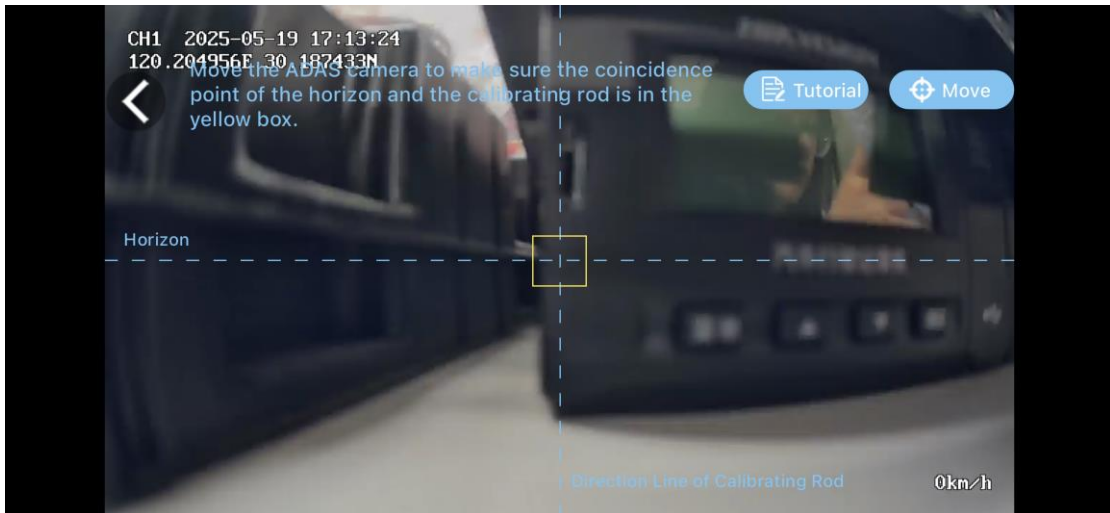 CH1 2025-05-19 17:13:24
120.204956E 30.187433N
Move the ADAS camera to make sure the coincidence
point of the horizon and the calibrating rod is in the
yellow box.
Tutorial
Move
Horizon
Direction Line of Calibrating Rod
0km/h